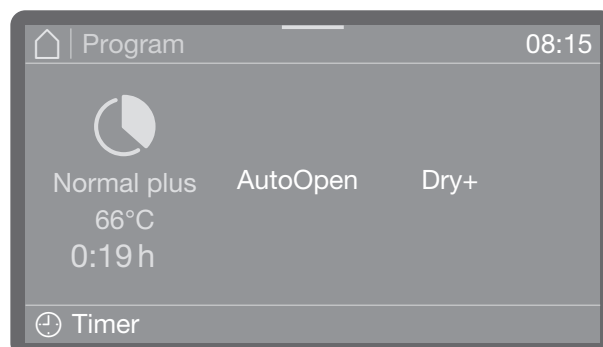 Program 08:15
Normal plus AutoOpen Dry+
66°C
0:19 h
Timer